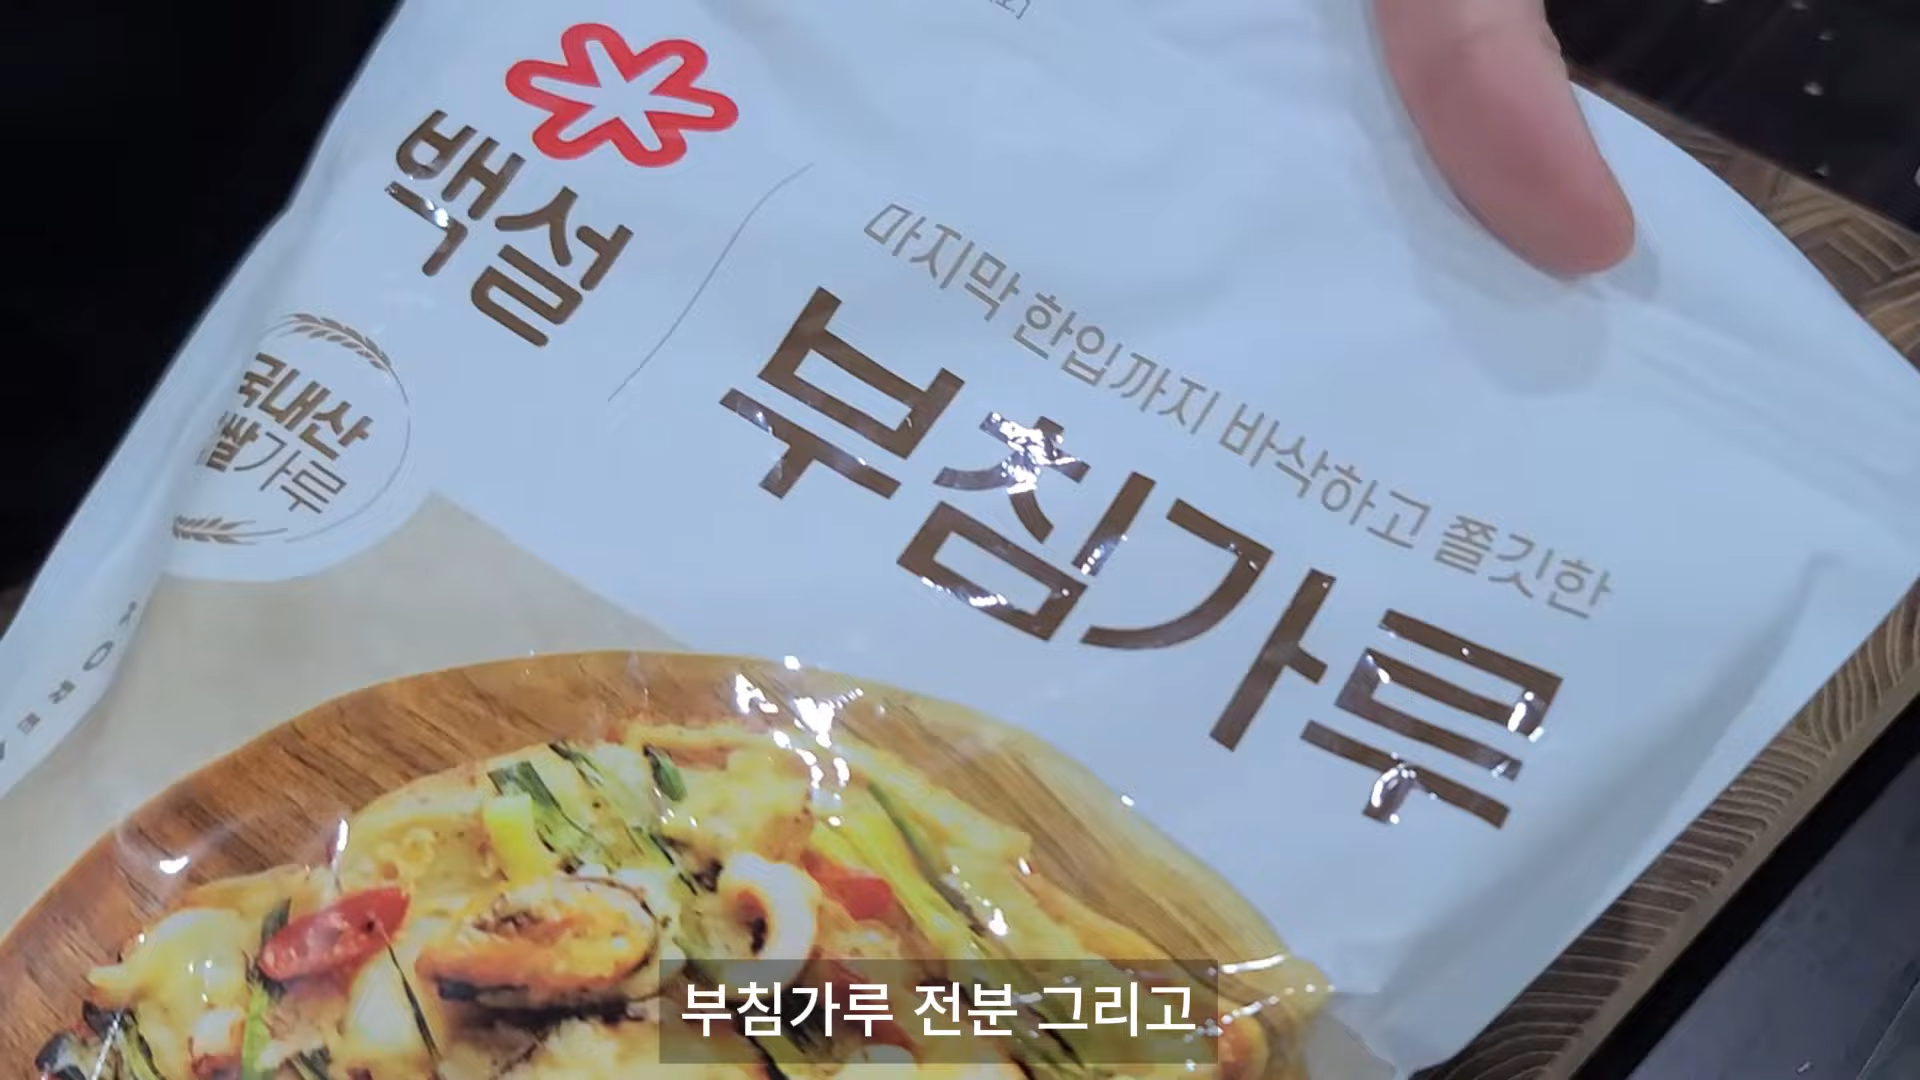 백설
마지막 한입까지 바삭하고 쫄깃한
부침가루
국내산
쌀가루
부침가루 전분 그리고